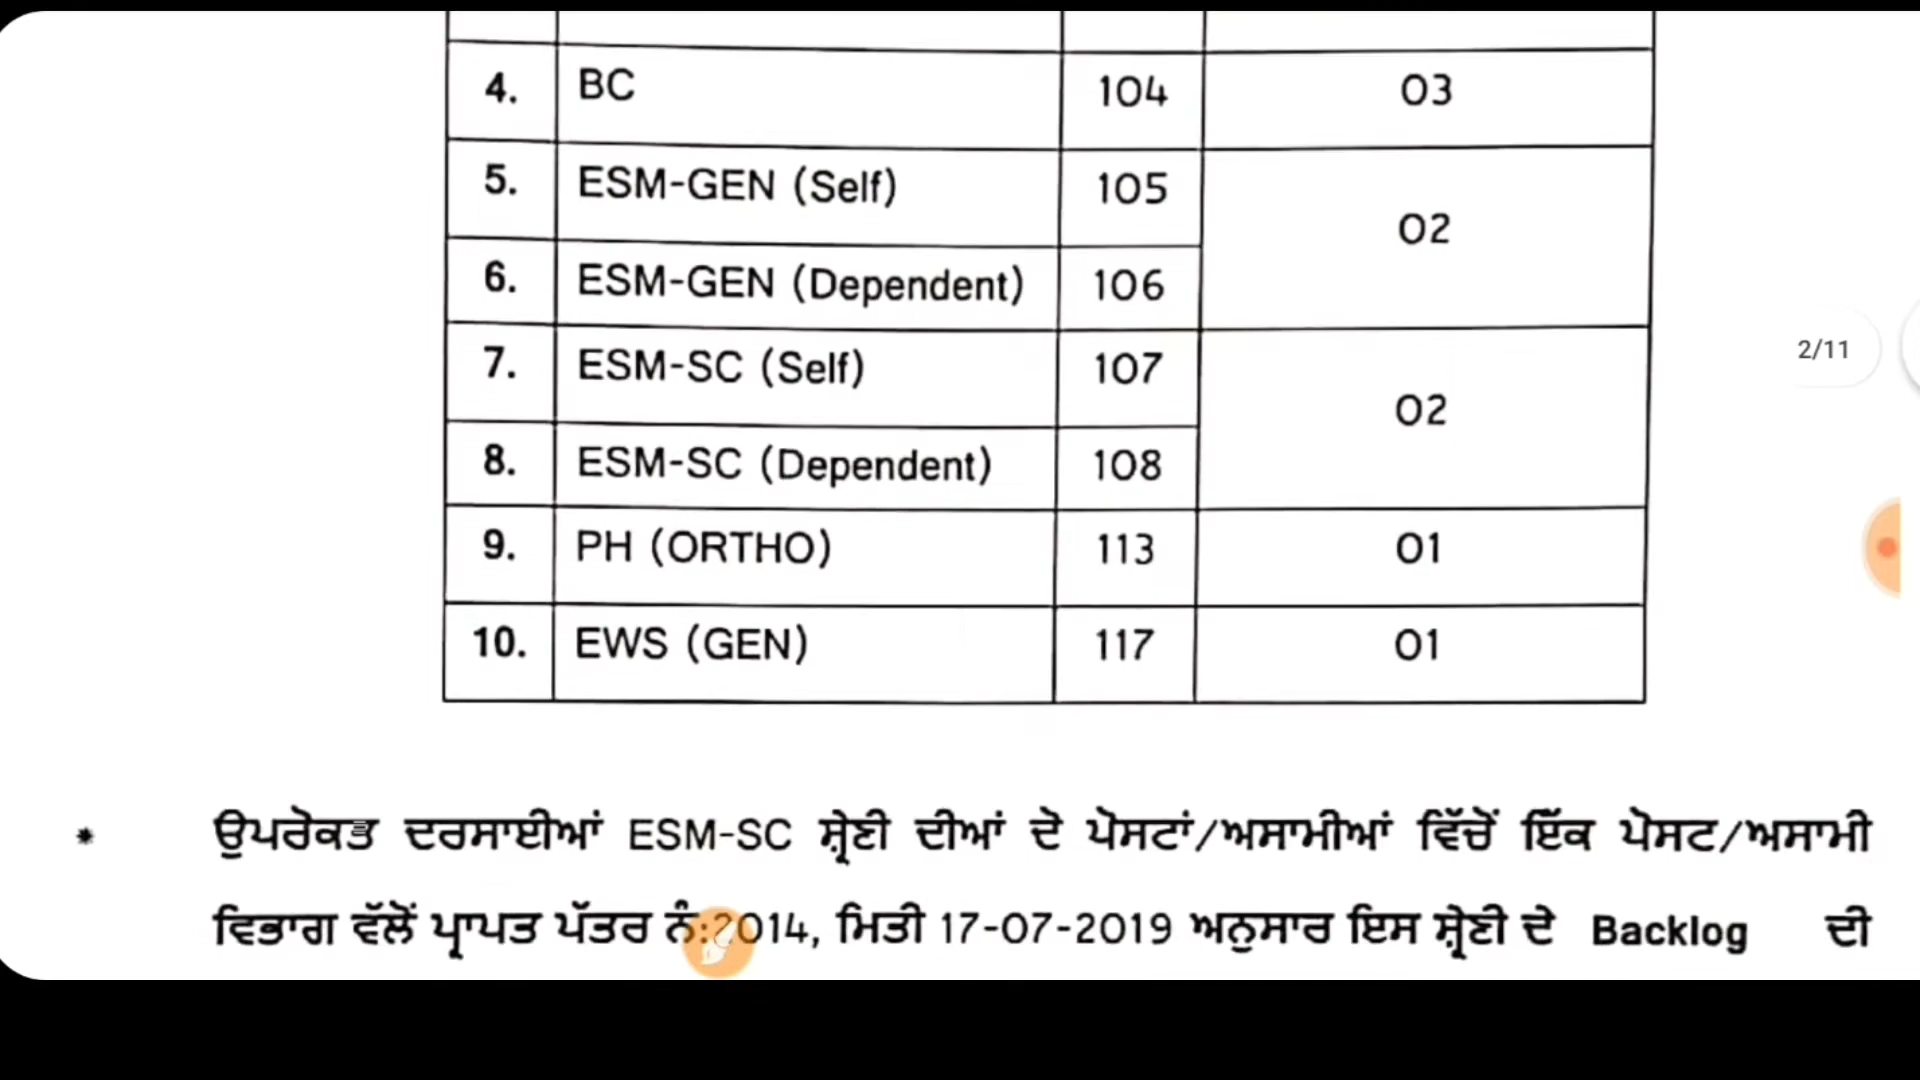 4. BC 104 03
5. ESM-GEN (Self) 105 02
6. ESM-GEN (Dependent) 106
7. ESM-SC (Self) 107 02
8. ESM-SC (Dependent) 108
9. PH (ORTHO) 113 01
10. EWS (GEN) 117 01
2/11
* ਉਪਰੋਕਤ ਦਰਸਾਈਆਂ ESM-SC ਸ਼੍ਰੇਣੀ ਦੀਆਂ ਦੋ ਪੋਸਟਾਂ/ਅਸਾਮੀਆਂ ਵਿੱਚੋਂ ਇੱਕ ਪੋਸਟ/ਅਸਾਮੀ
ਵਿਭਾਗ ਵੱਲੋਂ ਪ੍ਰਾਪਤ ਪੱਤਰ ਨੰ:2014, ਮਿਤੀ 17-07-2019 ਅਨੁਸਾਰ ਇਸ ਸ਼੍ਰੇਣੀ ਦੇ Backlog ਦੀ